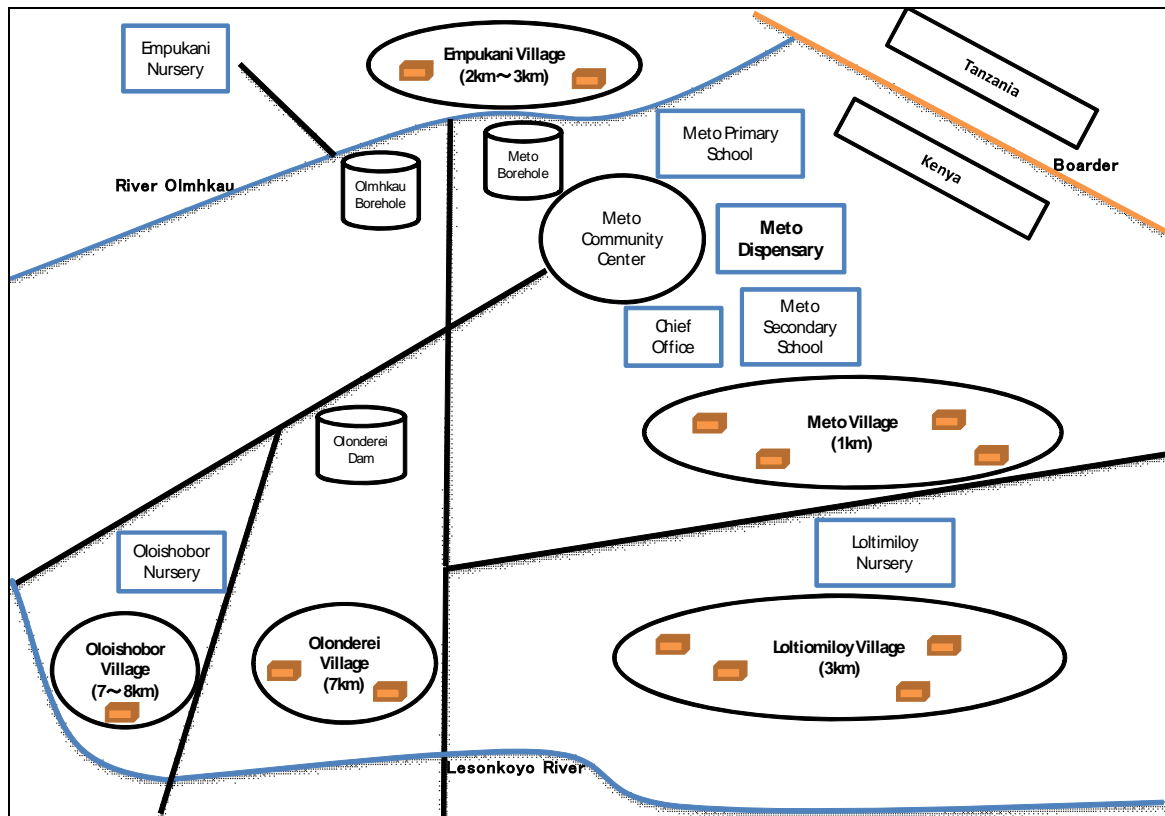 Empukani
Nursery
Empukani Village
(2km～3km)
Tanzania
Kenya
Boarder
Meto Primary
School
Meto
Borehole
Olmhkau
Borehole
River Olmhkau
Meto
Community
Center
Meto
Dispensary
Chief
Office
Meto
Secondary
School
Meto Village
(1km)
Olonderei
Dam
Oloishobor
Nursery
Loltimiloy
Nursery
Oloishobor
Village
(7～8km)
Olonderei
Village
(7km)
Loltiomiloy Village
(3km)
Lesonkoyo River